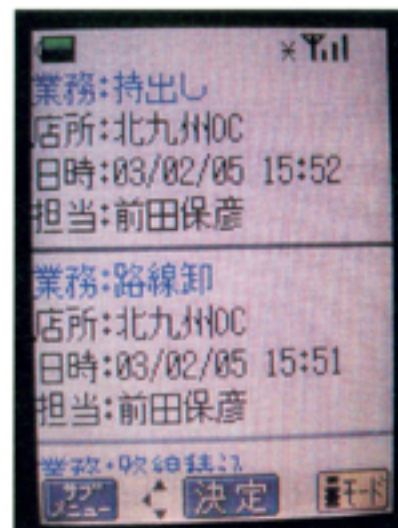 業務:持出し
店所:北九州OC
日時:03/02/05 15:52
担当:前田保彦
業務:路線卸
店所:北九州OC
日時:03/02/05 15:51
担当:前田保彦
業務:
サブメニュー 決定 モード